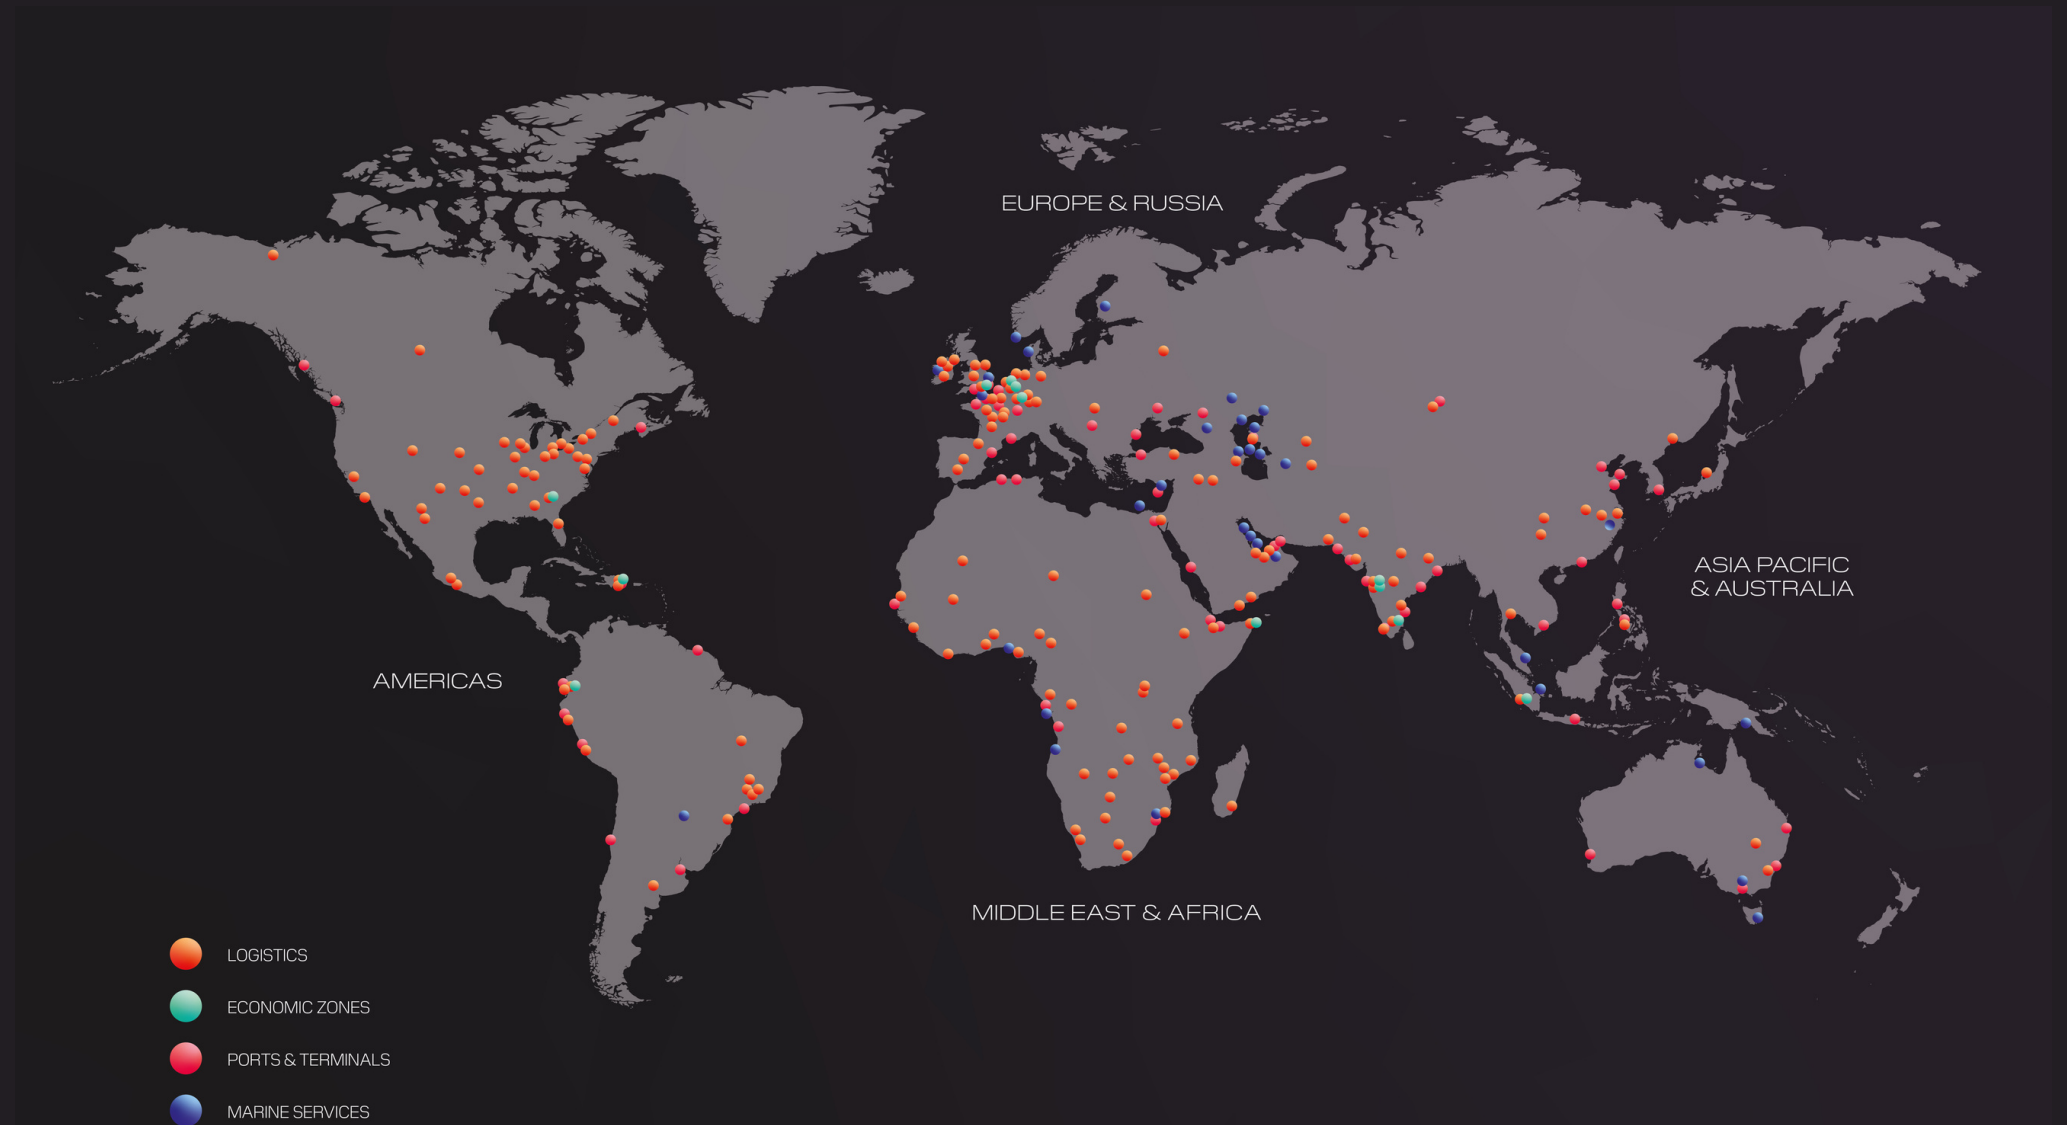 EUROPE & RUSSIA
ASIA PACIFIC
& AUSTRALIA
AMERICAS
MIDDLE EAST & AFRICA
LOGISTICS
ECONOMIC ZONES
PORTS & TERMINALS
MARINE SERVICES